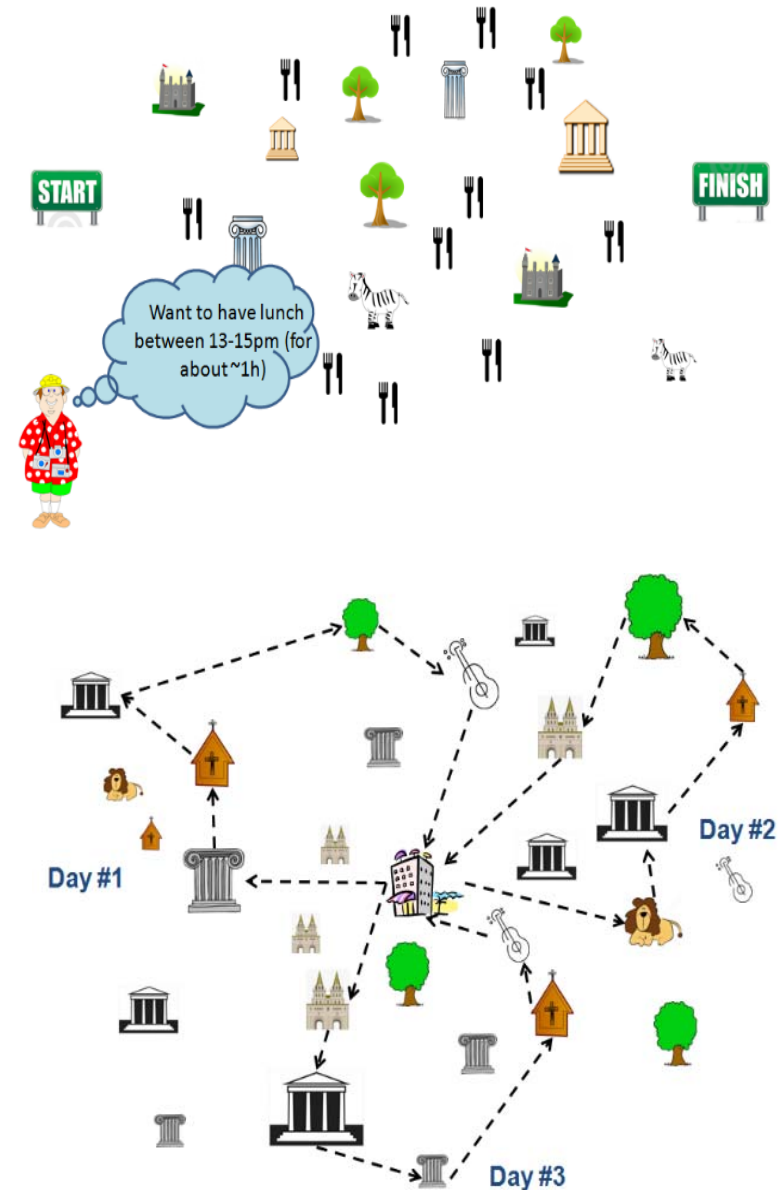 START
FINISH
Want to have lunch
between 13-15pm (for
about ~1h)
Day #1
Day #2
Day #3